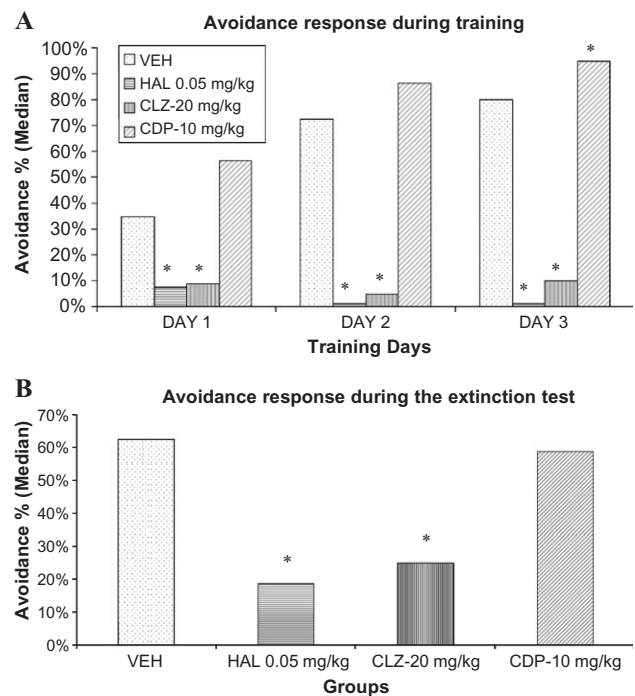 A
Avoidance response during training
100%
90%
80%
70%
60%
50%
40%
30%
20%
10%
0%
Avoidance % (Median)
VEH
HAL 0.05 mg/kg
CLZ-20 mg/kg
CDP-10 mg/kg
*
*
*
*
*
*
*
DAY 1
DAY 2
DAY 3
Training Days
B
Avoidance response during the extinction test
70%
60%
50%
40%
30%
20%
10%
0%
Avoidance % (Median)
*
*
VEH
HAL 0.05 mg/kg
CLZ-20 mg/kg
CDP-10 mg/kg
Groups